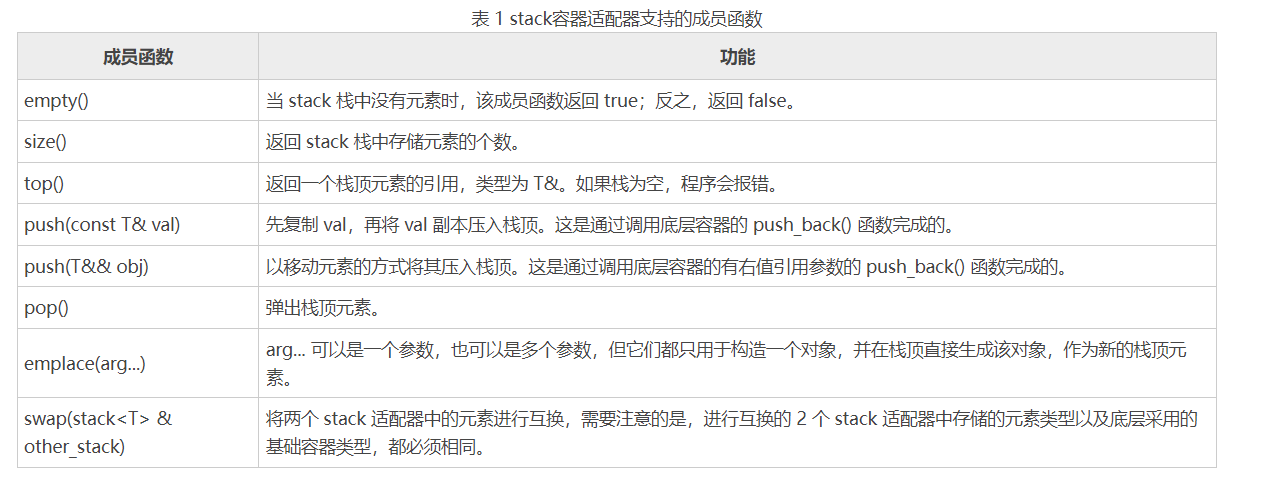 表 1 stack容器适配器支持的成员函数
成员函数 功能
empty() 当 stack 栈中没有元素时，该成员函数返回 true；反之，返回 false。
size() 返回 stack 栈中存储元素的个数。
top() 返回一个栈顶元素的引用，类型为 T&。如果栈为空，程序会报错。
push(const T& val) 先复制 val，再将 val 副本压入栈顶。这是通过调用底层容器的 push_back() 函数完成的。
push(T&& obj) 以移动元素的方式将其压入栈顶。这是通过调用底层容器的有右值引用参数的 push_back() 函数完成的。
pop() 弹出栈顶元素。
emplace(arg...) arg... 可以是一个参数，也可以是多个参数，但它们都只用于构造一个对象，并在栈顶直接生成该对象，作为新的栈顶元
素。
swap(stack<T> &
other_stack)
将两个 stack 适配器中的元素进行互换，需要注意的是，进行互换的 2 个 stack 适配器中存储的元素类型以及底层采用的
基础容器类型，都必须相同。